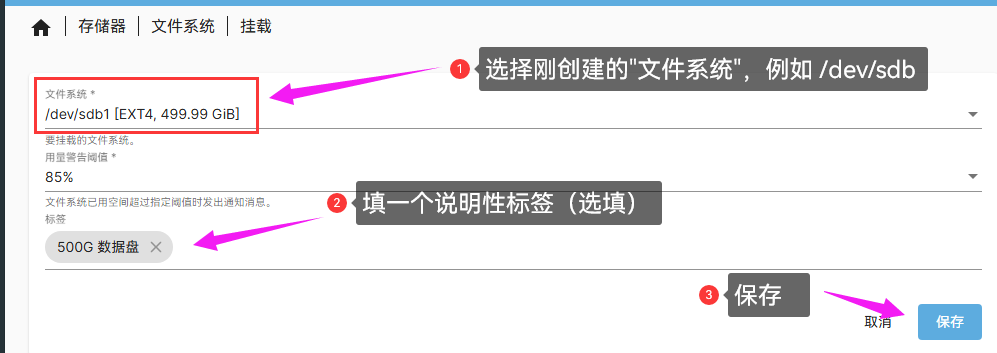 存储器 文件系统 挂载
1 选择刚创建的"文件系统"，例如 /dev/sdb
文件系统 *
/dev/sdb1 [EXT4, 499.99 GiB]
要挂载的文件系统。
用量警告阈值 *
85%
文件系统已用空间超过指定阈值时发出通知消息。
2 填一个说明性标签（选填）
标签
500G 数据盘
3 保存
取消 保存